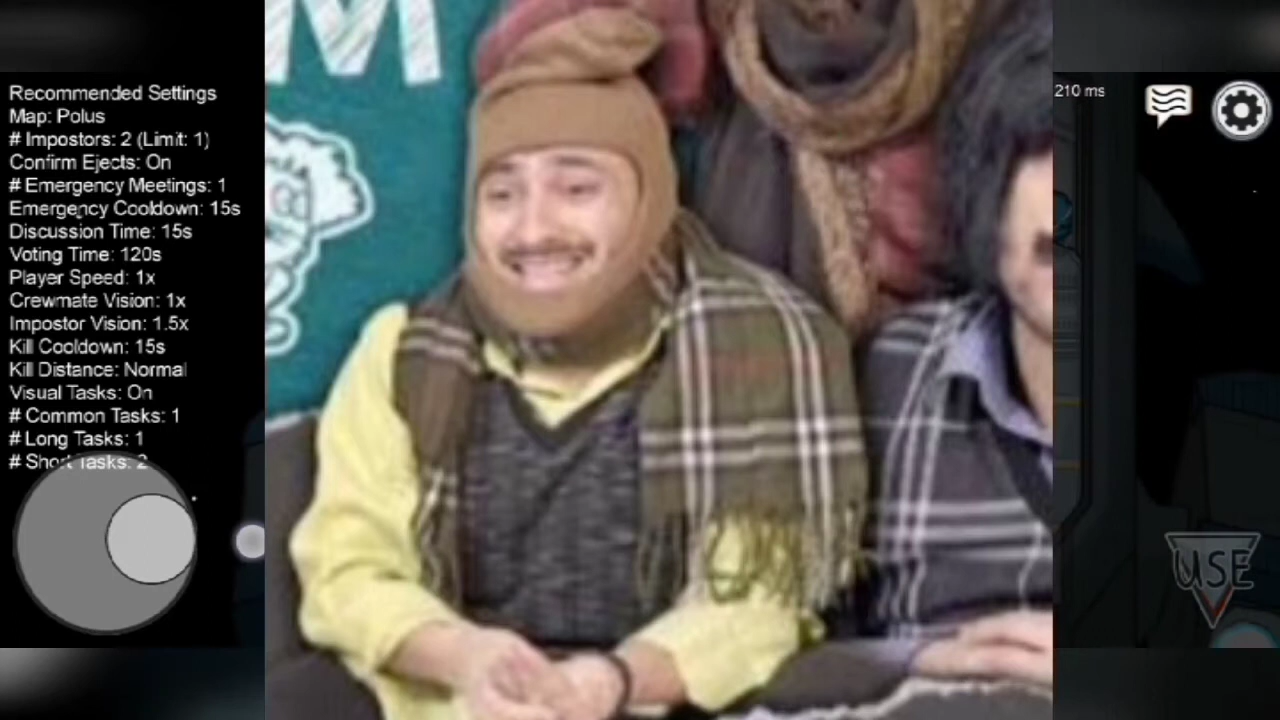 M
Recommended Settings
Map: Polus
# Impostors: 2 (Limit: 1)
Confirm Ejects: On
# Emergency Meetings: 1
Emergency Cooldown: 15s
Discussion Time: 15s
Voting Time: 120s
Player Speed: 1x
Crewmate Vision: 1x
Impostor Vision: 1.5x
Kill Cooldown: 15s
Kill Distance: Normal
Visual Tasks: On
# Common Tasks: 1
# Long Tasks: 1
# Short Tasks: 2
210 ms
USE